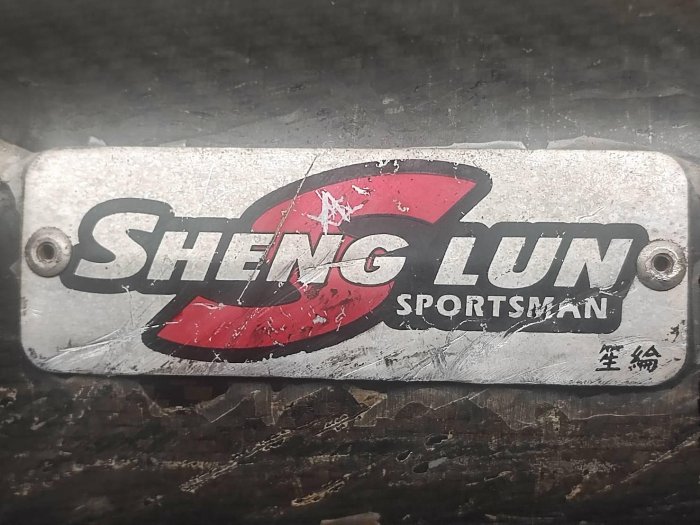 SHENG LUN
SPORTSMAN
笙綸